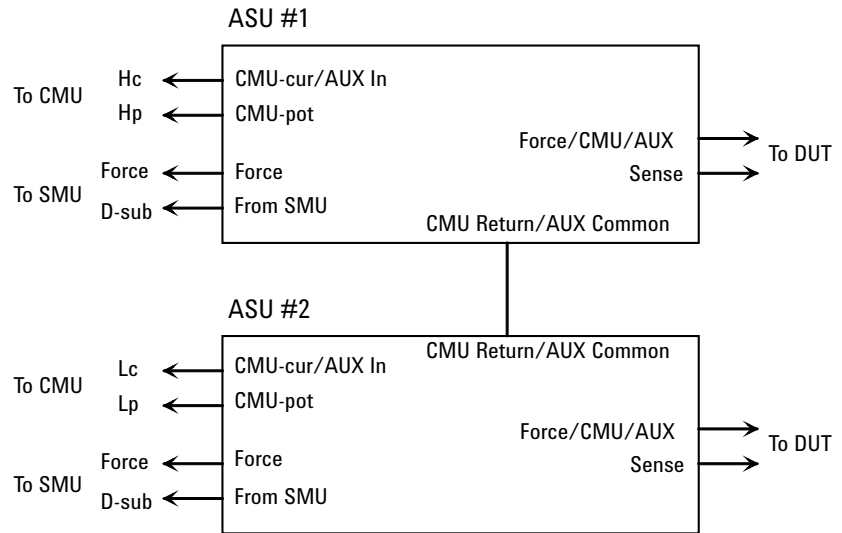 ASU #1
To CMU
Hc
CMU-cur/AUX In
Hp
CMU-pot
Force/CMU/AUX
To DUT
Sense
To SMU
Force
Force
D-sub
From SMU
CMU Return/AUX Common
ASU #2
CMU Return/AUX Common
To CMU
Lc
CMU-cur/AUX In
Lp
CMU-pot
Force/CMU/AUX
To DUT
Sense
To SMU
Force
Force
D-sub
From SMU